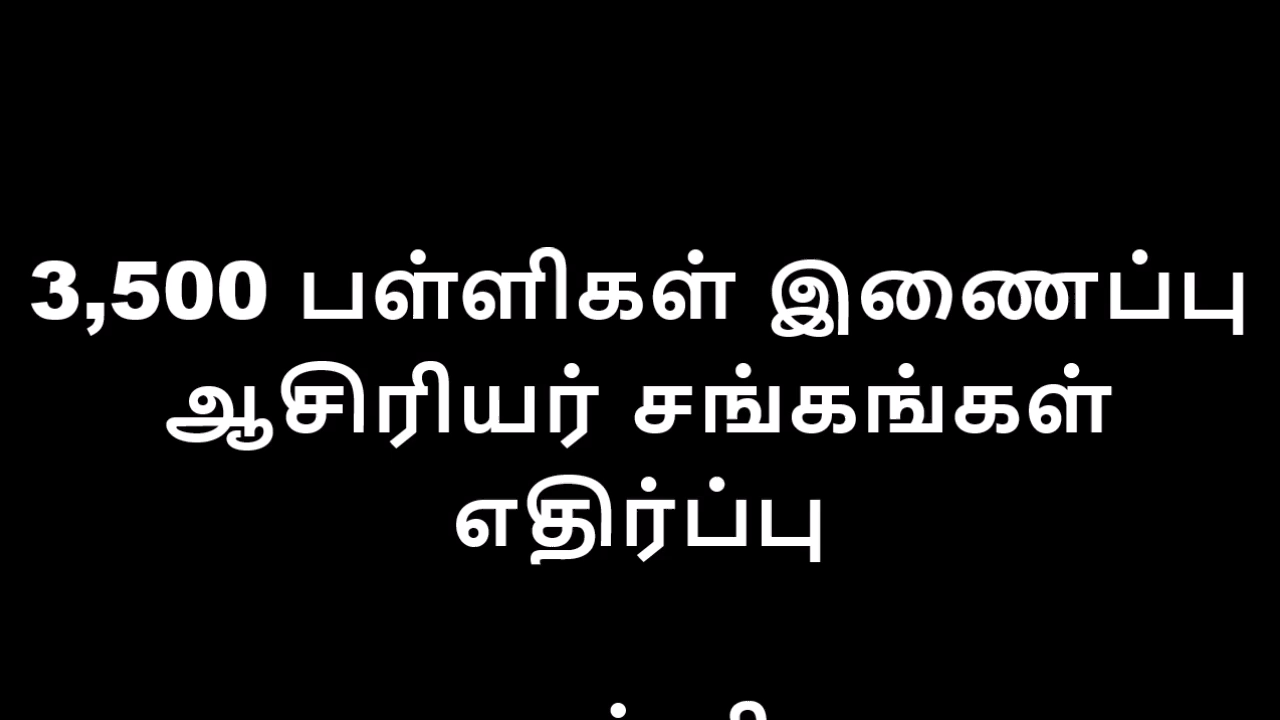 3,500 பள்ளிகள் இணைப்பு
ஆசிரியர் சங்கங்கள்
எதிர்ப்பு